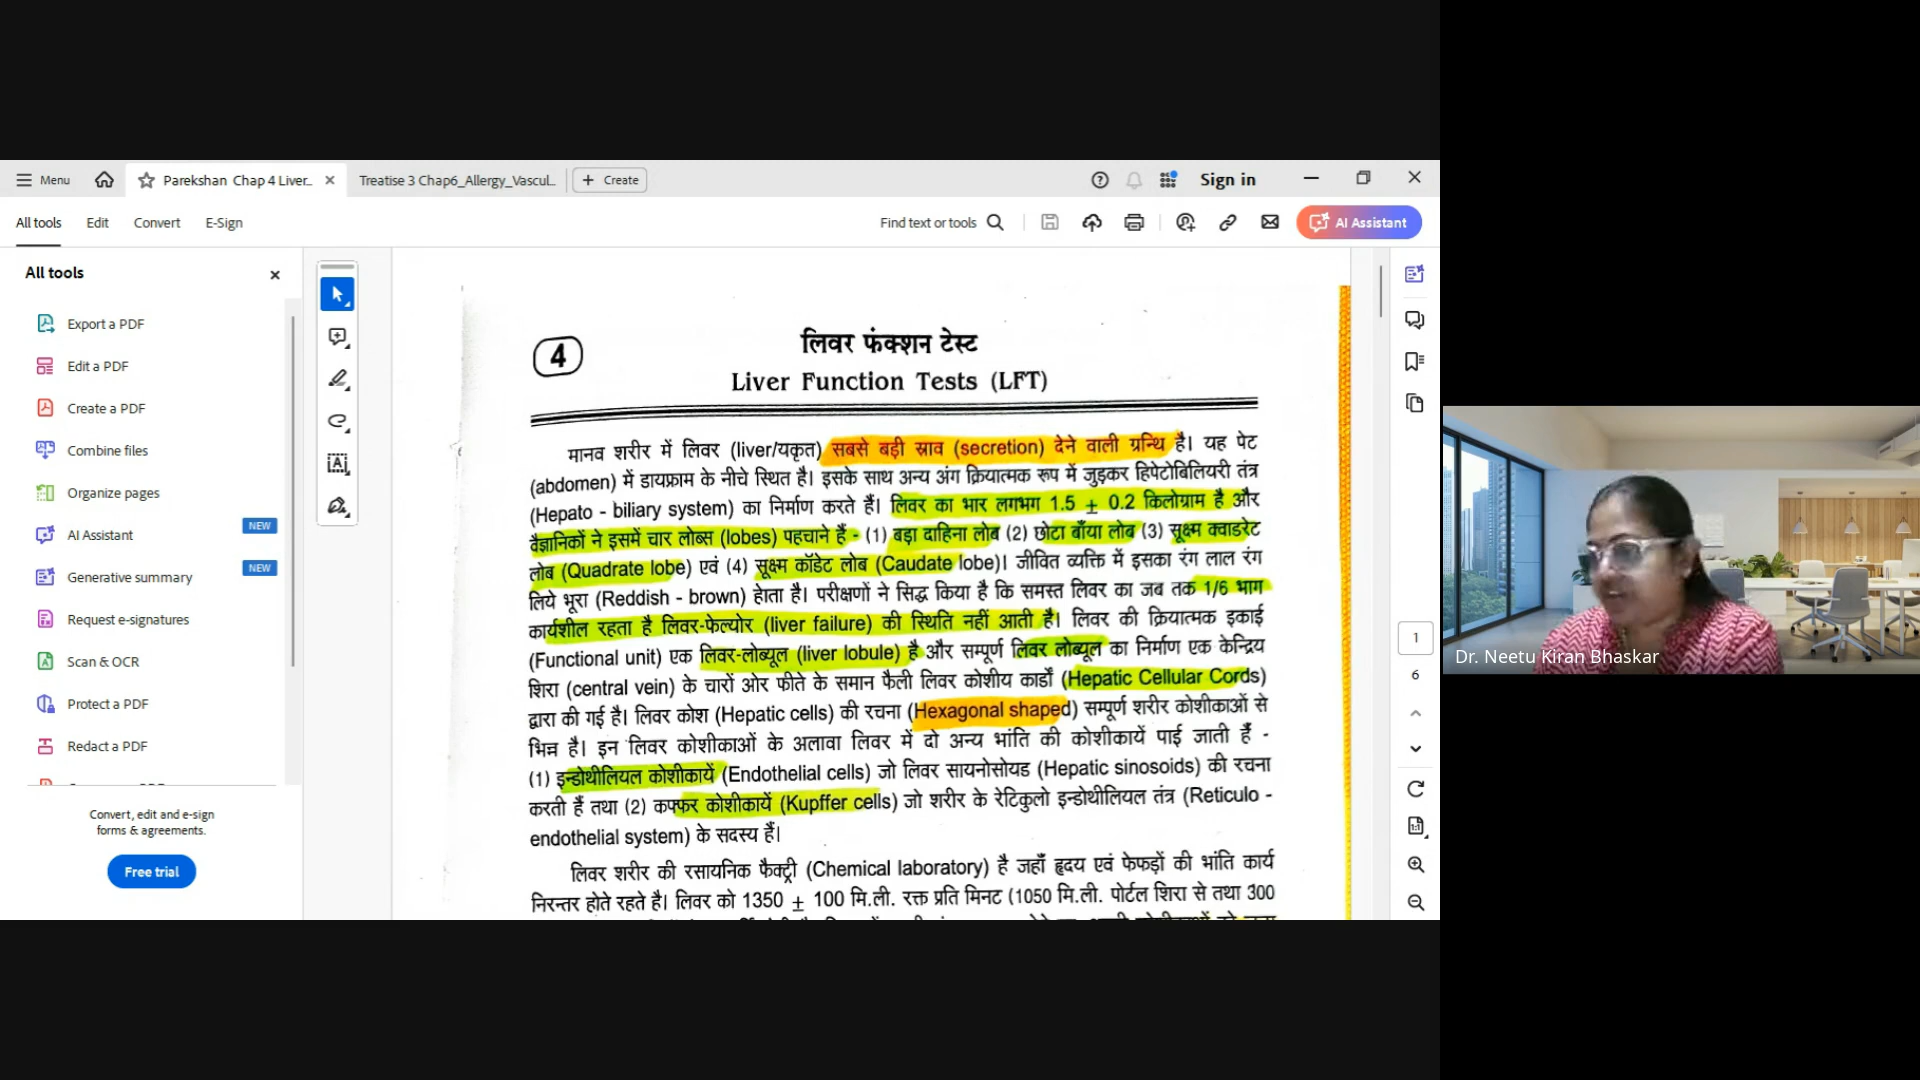 Menu
Parekshan Chap 4 Liver...
Treatise 3 Chap6_Allergy_Vascul...
Create
Sign in
All tools
Edit
Convert
E-Sign
Find text or tools
AI Assistant
All tools
Export a PDF
Edit a PDF
Create a PDF
Combine files
Organize pages
AI Assistant
NEW
Generative summary
NEW
Request e-signatures
Scan & OCR
Protect a PDF
Redact a PDF
Convert, edit and e-sign
forms & agreements.
Free trial
4
लिवर फंक्शन टेस्ट
Liver Function Tests (LFT)
मानव शरीर में लिवर (liver/यकृत) सबसे बड़ी स्राव (secretion) देने वाली ग्रन्थि है। यह पेट
(abdomen) में डायफ्राम के नीचे स्थित है। इसके साथ अन्य अंग क्रियात्मक रूप में जुड़कर हिपेटोबिलियरी तंत्र
(Hepato - biliary system) का निर्माण करते हैं। लिवर का भार लगभग 1.5 ± 0.2 किलोग्राम है और
वैज्ञानिकों ने इसमें चार लोब्स (lobes) पहचाने हैं - (1) बड़ा दाहिना लोब (2) छोटा बाँया लोब (3) सूक्ष्म क्वाडरेट
लोब (Quadrate lobe) एवं (4) सूक्ष्म कॉडेट लोब (Caudate lobe)। जीवित व्यक्ति में इसका रंग लाल रंग
लिये भूरा (Reddish - brown) होता है। परीक्षणों ने सिद्ध किया है कि समस्त लिवर का जब तक 1/6 भाग
कार्यशील रहता है लिवर-फेल्योर (liver failure) की स्थिति नहीं आती है। लिवर की क्रियात्मक इकाई
(Functional unit) एक लिवर-लोब्यूल (liver lobule) है और सम्पूर्ण लिवर लोब्यूल का निर्माण एक केन्द्रिय
शिरा (central vein) के चारों ओर फीते के समान फैली लिवर कोशीय कार्डों (Hepatic Cellular Cords)
द्वारा की गई है। लिवर कोश (Hepatic cells) की रचना (Hexagonal shaped) सम्पूर्ण शरीर कोशीकाओं से
भिन्न है। इन लिवर कोशीकाओं के अलावा लिवर में दो अन्य भांति की कोशीकायें पाई जाती हैं -
(1) इन्डोथीलियल कोशीकायें (Endothelial cells) जो लिवर सायनोसोयड (Hepatic sinosoids) की रचना
करती हैं तथा (2) कफ्फर कोशीकायें (Kupffer cells) जो शरीर के रेटिकुलो इन्डोथीलियल तंत्र (Reticulo -
endothelial system) के सदस्य हैं।
लिवर शरीर की रसायनिक फैक्ट्री (Chemical laboratory) है जहाँ हृदय एवं फेफड़ों की भांति कार्य
निरन्तर होते रहते है। लिवर को 1350 ± 100 मि.ली. रक्त प्रति मिनट (1050 मि.ली. पोर्टल शिरा से तथा 300
1
6
Dr. Neetu Kiran Bhaskar